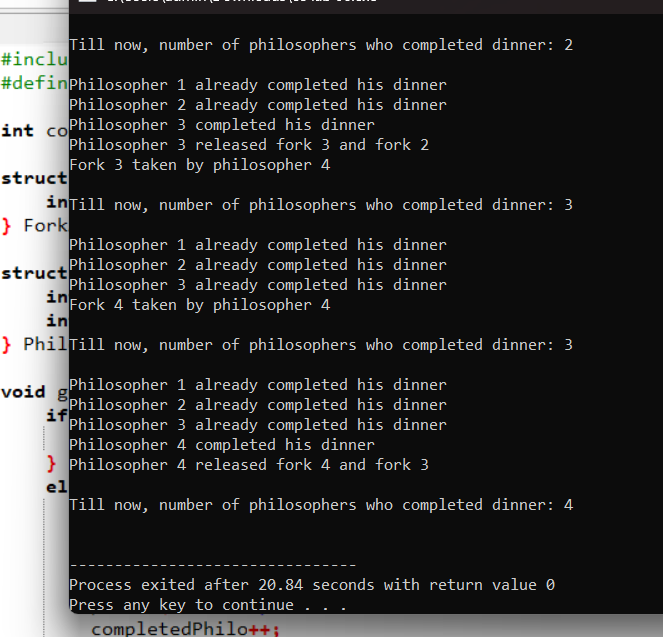 Till now, number of philosophers who completed dinner: 2
Philosopher 1 already completed his dinner
Philosopher 2 already completed his dinner
Philosopher 3 completed his dinner
Philosopher 3 released fork 3 and fork 2
Fork 3 taken by philosopher 4
Till now, number of philosophers who completed dinner: 3
Philosopher 1 already completed his dinner
Philosopher 2 already completed his dinner
Philosopher 3 already completed his dinner
Fork 4 taken by philosopher 4
Till now, number of philosophers who completed dinner: 3
Philosopher 1 already completed his dinner
Philosopher 2 already completed his dinner
Philosopher 3 already completed his dinner
Philosopher 4 completed his dinner
Philosopher 4 released fork 4 and fork 3
Till now, number of philosophers who completed dinner: 4
--------------------------------
Process exited after 20.84 seconds with return value 0
Press any key to continue . . .
#inclu
#defin
int co
struct
in
} Fork
struct
in
in
} Phil
void g
if
}
el
completedPhilo++;